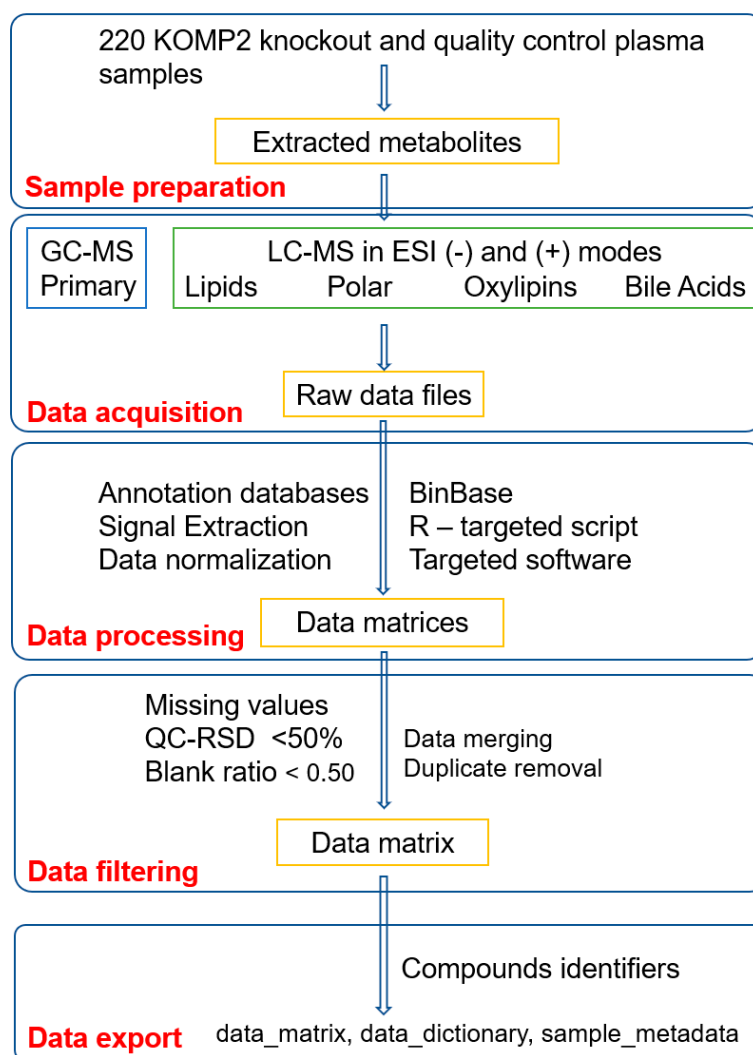 220 KOMP2 knockout and quality control plasma
samples
Extracted metabolites
Sample preparation
GC-MS
Primary
LC-MS in ESI (-) and (+) modes
Lipids Polar Oxylipins Bile Acids
Raw data files
Data acquisition
Annotation databases
Signal Extraction
Data normalization
BinBase
R – targeted script
Targeted software
Data matrices
Data processing
Missing values
QC-RSD <50%
Blank ratio < 0.50
Data merging
Duplicate removal
Data matrix
Data filtering
Compounds identifiers
Data export
data_matrix, data_dictionary, sample_metadata